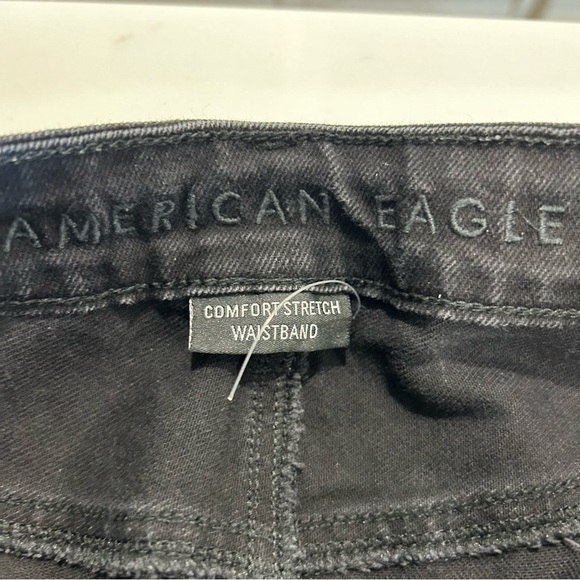 AMERICAN EAGLE
COMFORT STRETCH
WAISTBAND